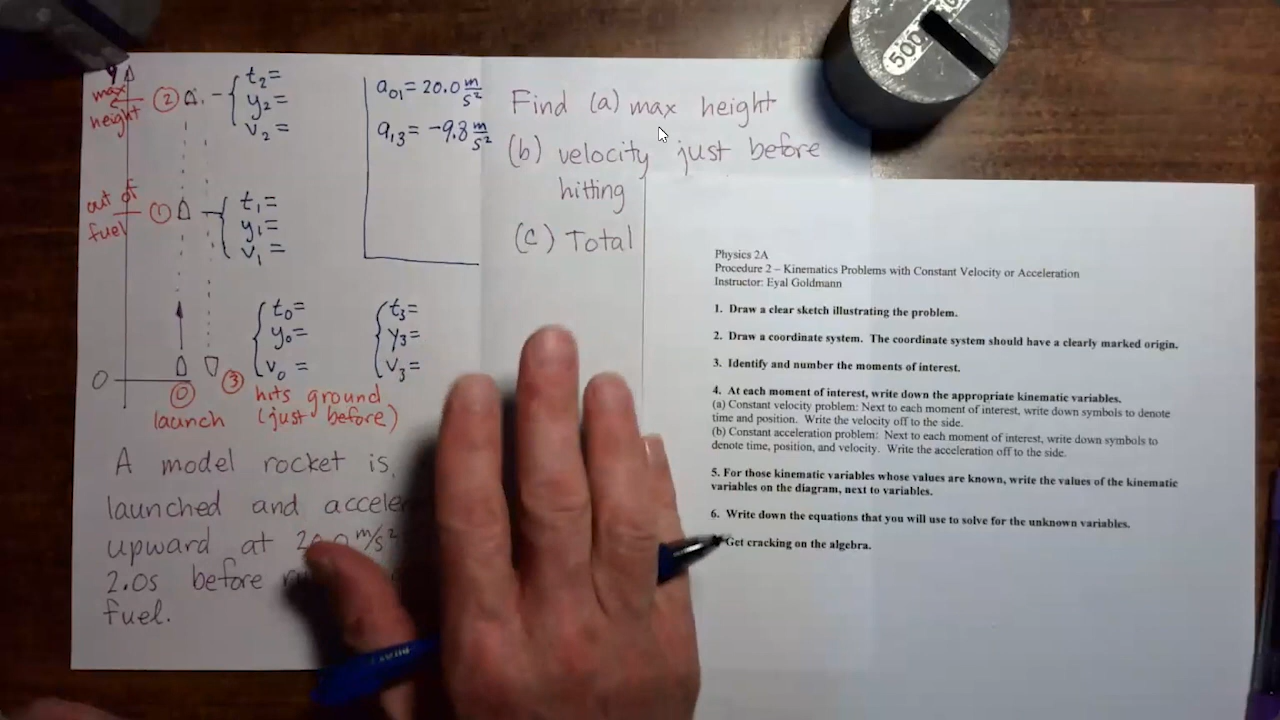 y
max
height
2
t₂=
y₂=
v₂=
a₀₁= 20.0 m/s²
a₁₃= -9.8 m/s²
Find (a) max height
(b) velocity just before
hitting
(c) Total
out of
fuel
1
t₁=
y₁=
v₁=
t₀=
y₀=
v₀=
t₃=
y₃=
v₃=
0
0
3
launch
hits ground
(just before)
A model rocket is
launched and
upward at m/s²
2.0s before
fuel.
500
Physics 2A
Procedure 2 – Kinematics Problems with Constant Velocity or Acceleration
Instructor: Eyal Goldmann
1. Draw a clear sketch illustrating the problem.
2. Draw a coordinate system. The coordinate system should have a clearly marked origin.
3. Identify and number the moments of interest.
4. At each moment of interest, write down the appropriate kinematic variables.
(a) Constant velocity problem: Next to each moment of interest, write down symbols to denote
time and position. Write the velocity off to the side.
(b) Constant acceleration problem: Next to each moment of interest, write down symbols to
denote time, position, and velocity. Write the acceleration off to the side.
5. For those kinematic variables whose values are known, write the values of the kinematic
variables on the diagram, next to variables.
6. Write down the equations that you will use to solve for the unknown variables.
Get cracking on the algebra.